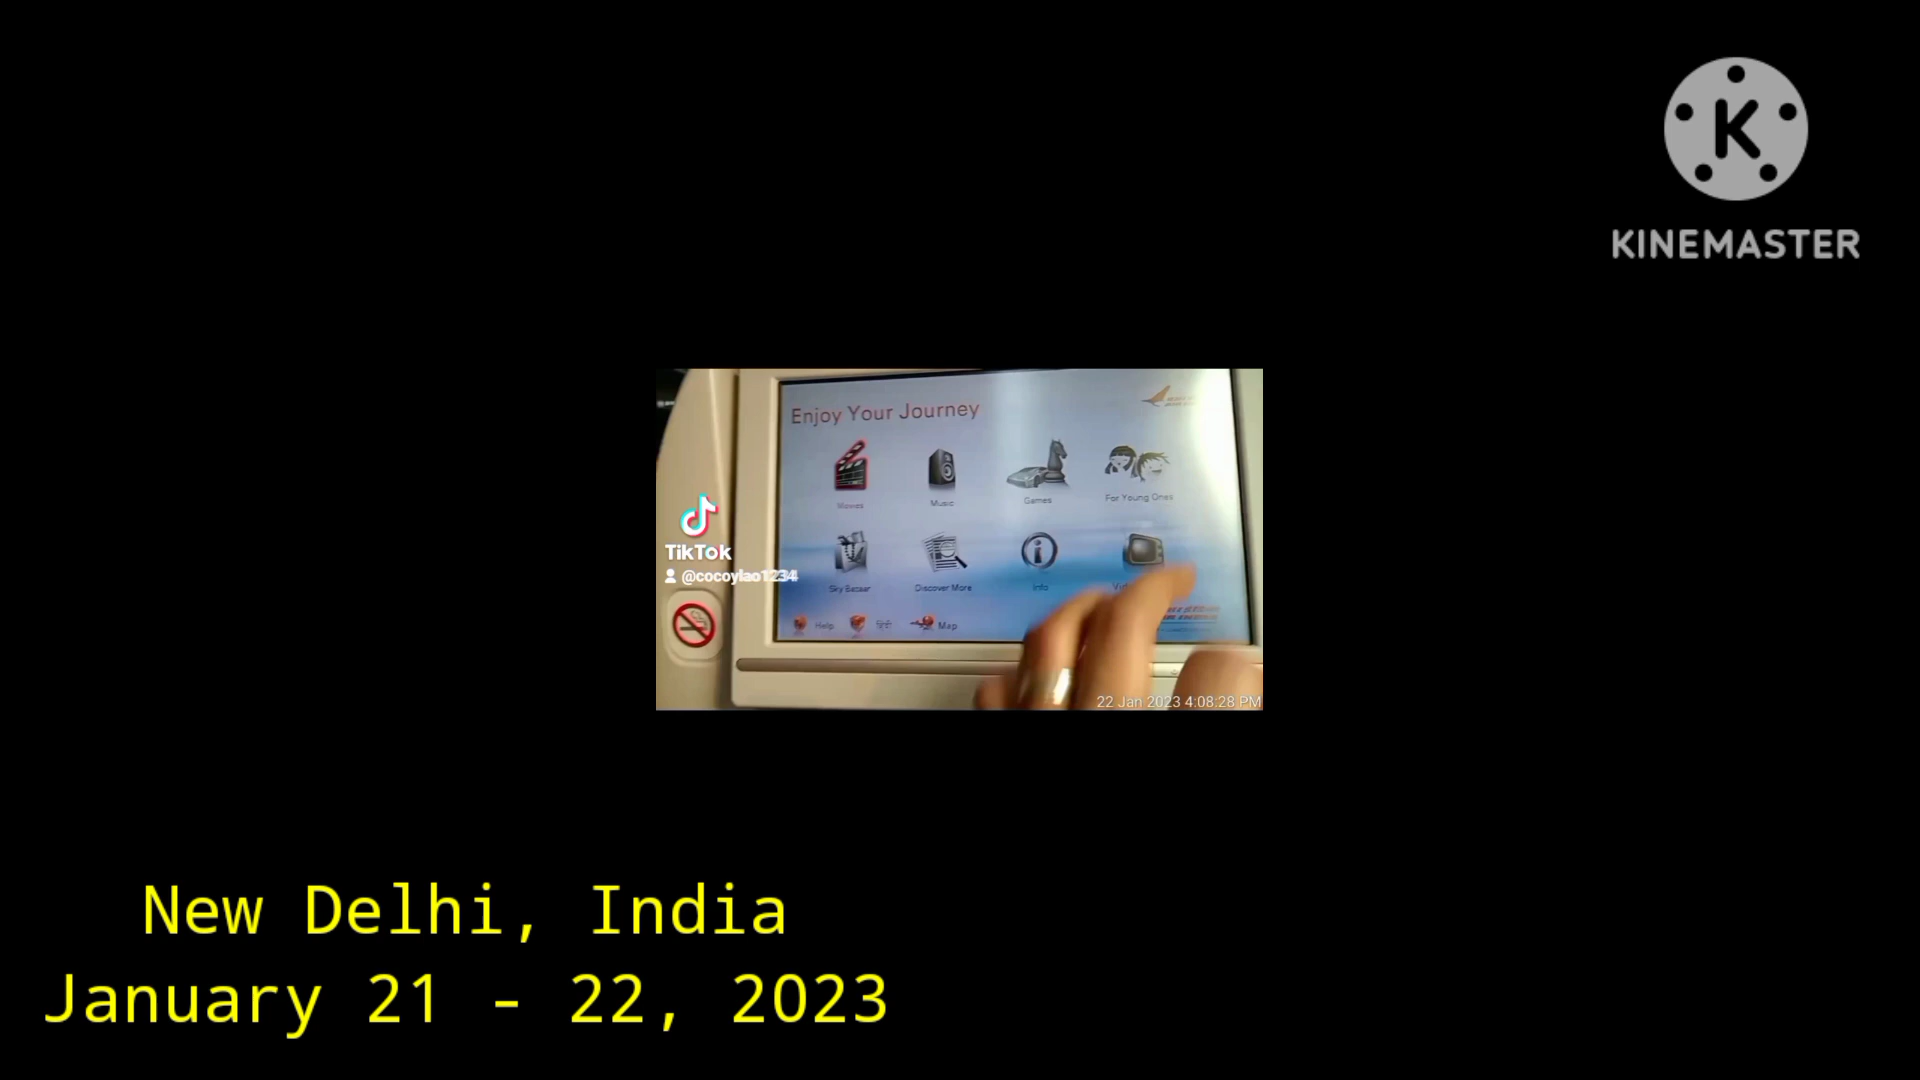 KINEMASTER
Enjoy Your Journey
Movies
Music
Games
For Young Ones
TikTok
@cocoylao1234
Sky Bazaar
Discover More
Info
Help
हिंदी
Map
22 Jan 2023 4:08:28 PM
New Delhi, India
January 21 - 22, 2023